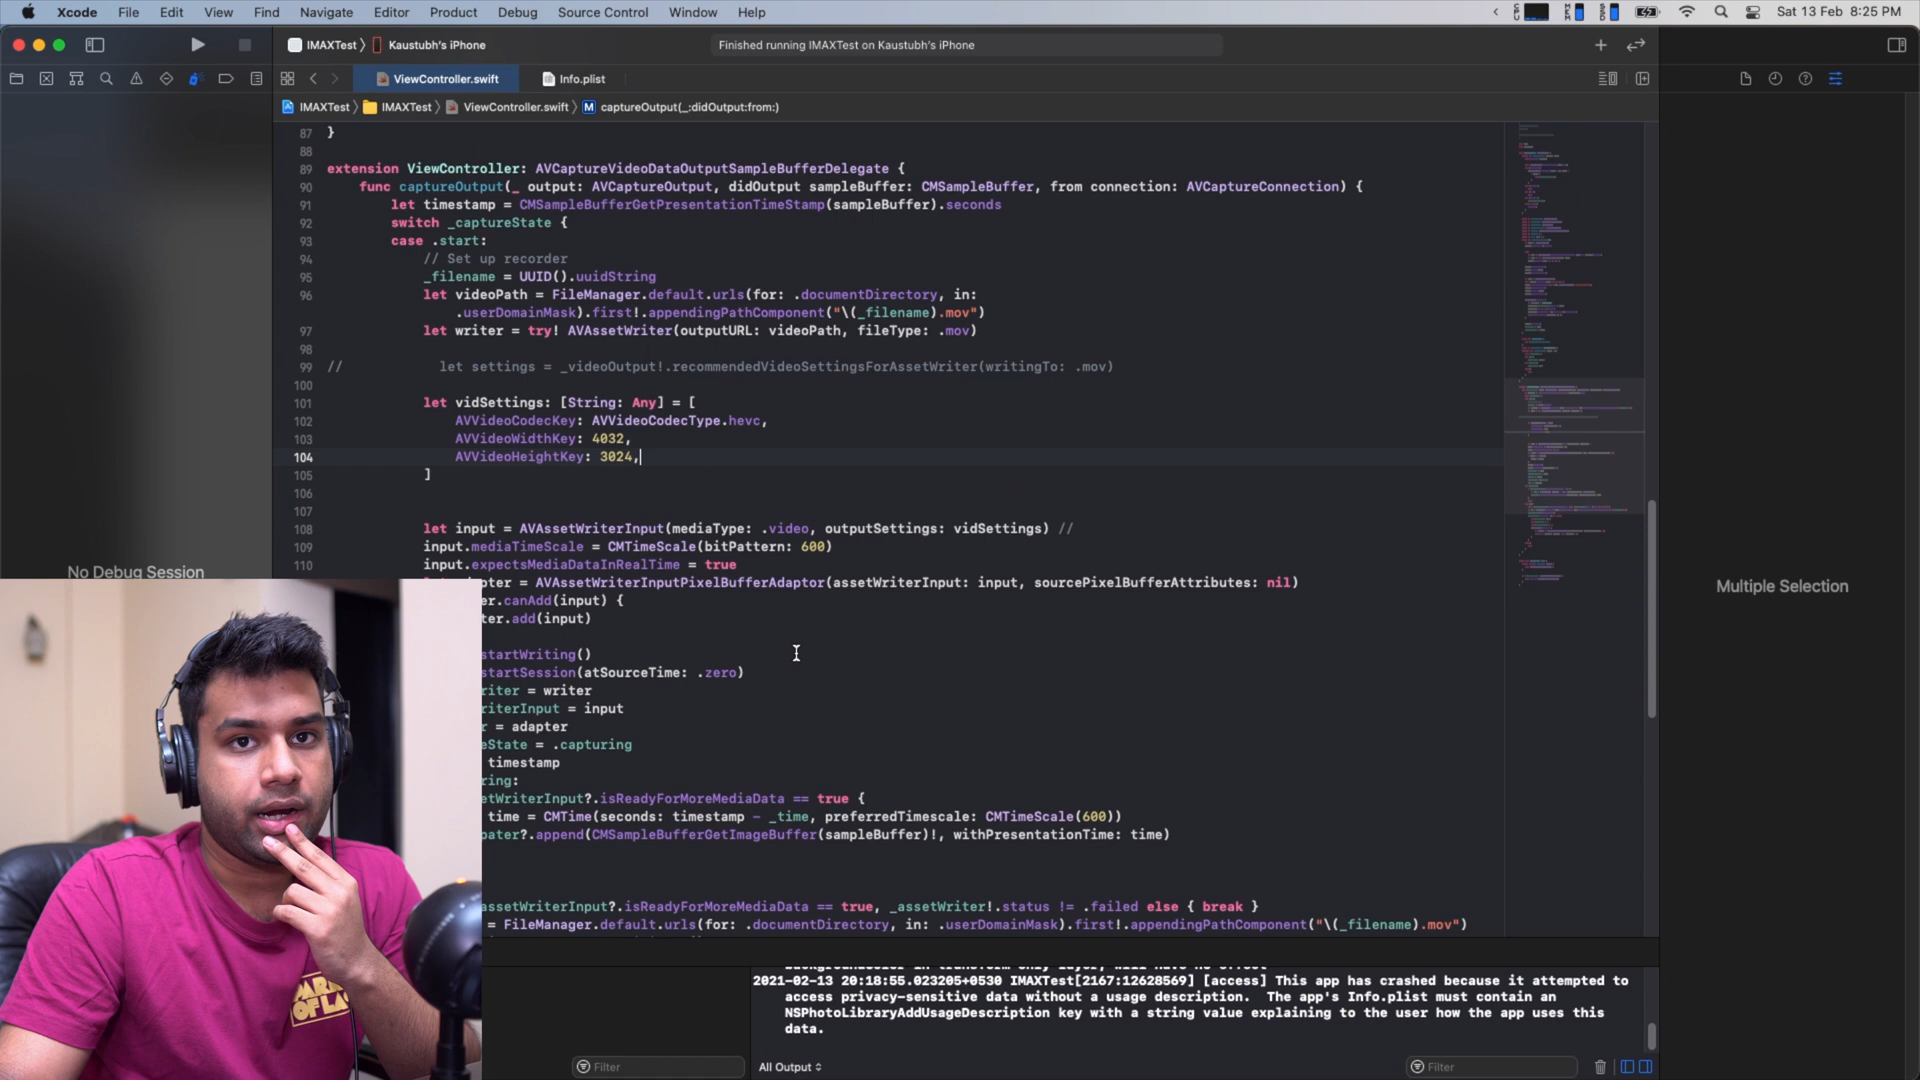 Xcode File Edit View Find Navigate Editor Product Debug Source Control Window Help
Sat 13 Feb 8:25 PM
IMAXTest Kaustubh's iPhone
Finished running IMAXTest on Kaustubh's iPhone
ViewController.swift
Info.plist
IMAXTest IMAXTest ViewController.swift M captureOutput(_:didOutput:from:)
87 }
88
89 extension ViewController: AVCaptureVideoDataOutputSampleBufferDelegate {
90 func captureOutput(_ output: AVCaptureOutput, didOutput sampleBuffer: CMSampleBuffer, from connection: AVCaptureConnection) {
91 let timestamp = CMSampleBufferGetPresentationTimeStamp(sampleBuffer).seconds
92 switch _captureState {
93 case .start:
94 // Set up recorder
95 _filename = UUID().uuidString
96 let videoPath = FileManager.default.urls(for: .documentDirectory, in:
.userDomainMask).first!.appendingPathComponent("\(_filename).mov")
97 let writer = try! AVAssetWriter(outputURL: videoPath, fileType: .mov)
98
99 // let settings = _videoOutput!.recommendedVideoSettingsForAssetWriter(writingTo: .mov)
100
101 let vidSettings: [String: Any] = [
102 AVVideoCodecKey: AVVideoCodecType.hevc,
103 AVVideoWidthKey: 4032,
104 AVVideoHeightKey: 3024,
105 ]
106
107
108 let input = AVAssetWriterInput(mediaType: .video, outputSettings: vidSettings) //
109 input.mediaTimeScale = CMTimeScale(bitPattern: 600)
110 input.expectsMediaDataInRealTime = true
pter = AVAssetWriterInputPixelBufferAdaptor(assetWriterInput: input, sourcePixelBufferAttributes: nil)
er.canAdd(input) {
ter.add(input)
startWriting()
startSession(atSourceTime: .zero)
riter = writer
riterInput = input
r = adapter
eState = .capturing
timestamp
ring:
etWriterInput?.isReadyForMoreMediaData == true {
time = CMTime(seconds: timestamp - _time, preferredTimescale: CMTimeScale(600))
pater?.append(CMSampleBufferGetImageBuffer(sampleBuffer)!, withPresentationTime: time)
assetWriterInput?.isReadyForMoreMediaData == true, _assetWriter!.status != .failed else { break }
= FileManager.default.urls(for: .documentDirectory, in: .userDomainMask).first!.appendingPathComponent("\(_filename).mov")
No Debug Session
Multiple Selection
2021-02-13 20:18:55.023205+0530 IMAXTest[2167:12628569] [access] This app has crashed because it attempted to
access privacy-sensitive data without a usage description. The app's Info.plist must contain an
NSPhotoLibraryAddUsageDescription key with a string value explaining to the user how the app uses this
data.
Filter
All Output
Filter